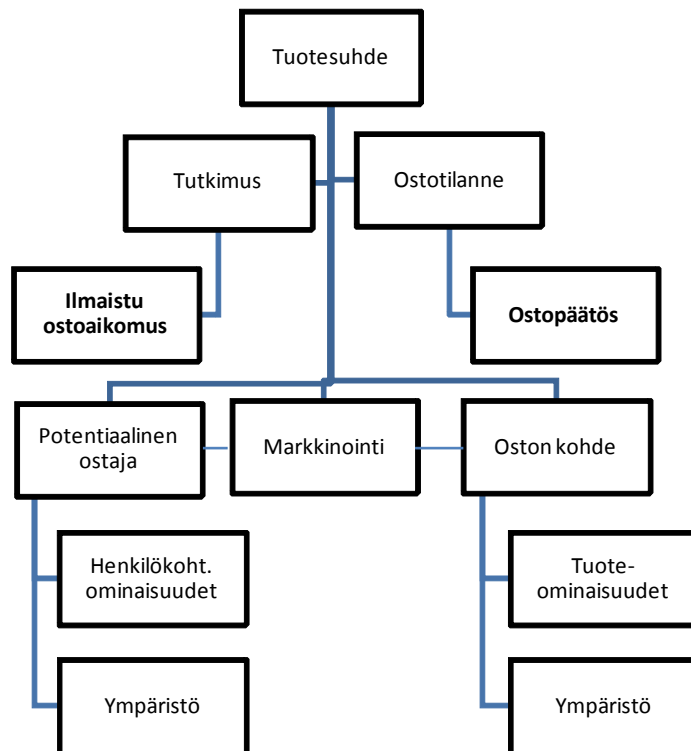 Tuotesuhde
Tutkimus
Ostotilanne
Ilmaistu
ostoaikomus
Ostopäätös
Potentiaalinen
ostaja
Markkinointi
Oston kohde
Henkilökoht.
ominaisuudet
Tuote-
ominaisuudet
Ympäristö
Ympäristö